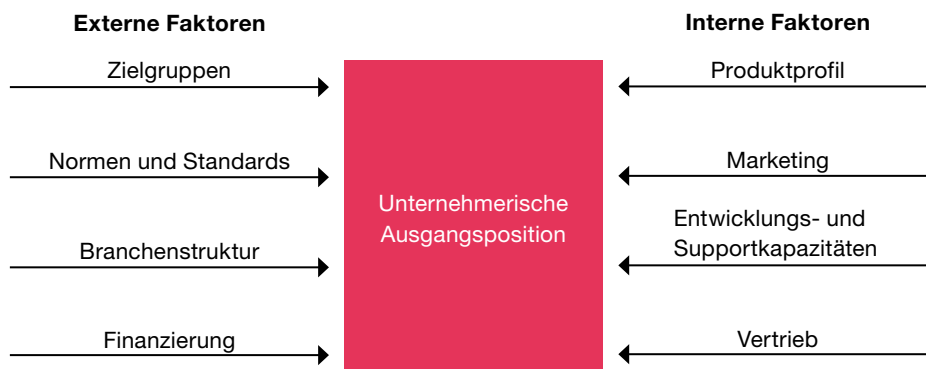 Externe Faktoren
Zielgruppen
Normen und Standards
Branchenstruktur
Finanzierung
Unternehmerische
Ausgangsposition
Interne Faktoren
Produktprofil
Marketing
Entwicklungs- und
Supportkapazitäten
Vertrieb